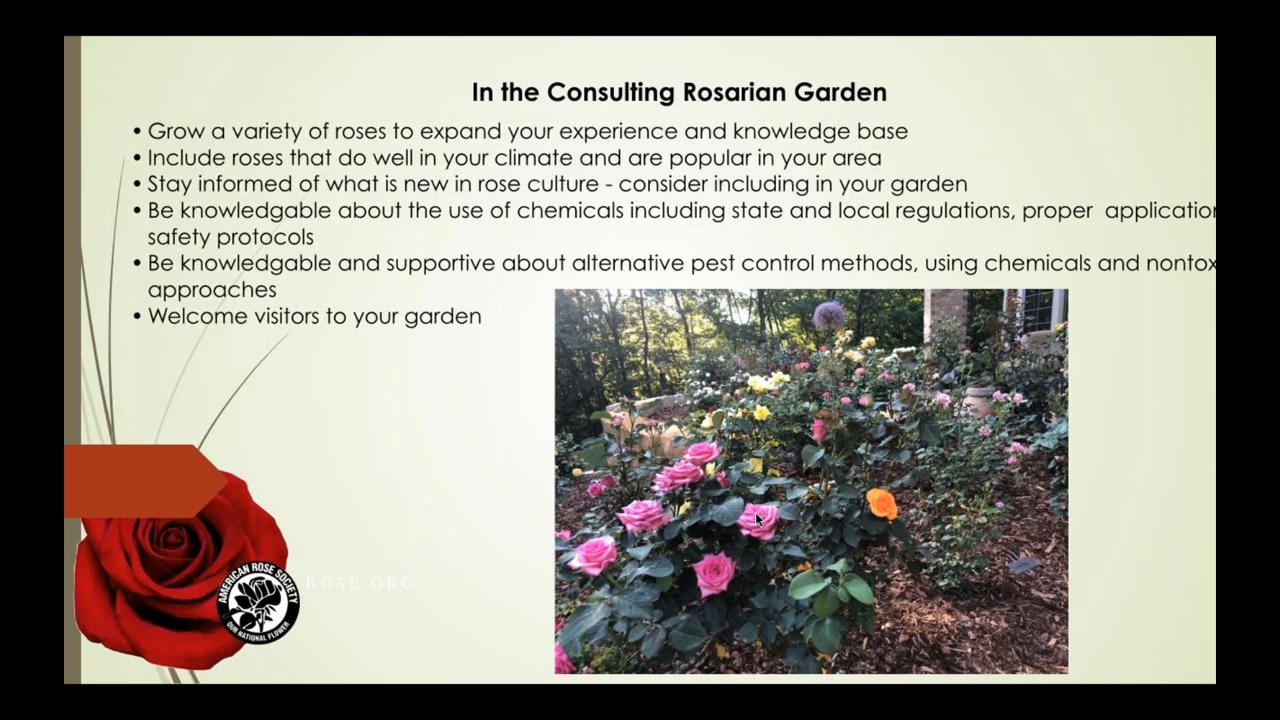 In the Consulting Rosarian Garden
• Grow a variety of roses to expand your experience and knowledge base
• Include roses that do well in your climate and are popular in your area
• Stay informed of what is new in rose culture - consider including in your garden
• Be knowledgable about the use of chemicals including state and local regulations, proper applicatio
safety protocols
• Be knowledgable and supportive about alternative pest control methods, using chemicals and nontox
approaches
• Welcome visitors to your garden
AMERICAN ROSE SOCIETY
OUR NATIONAL FLOWER
ROSE.ORG